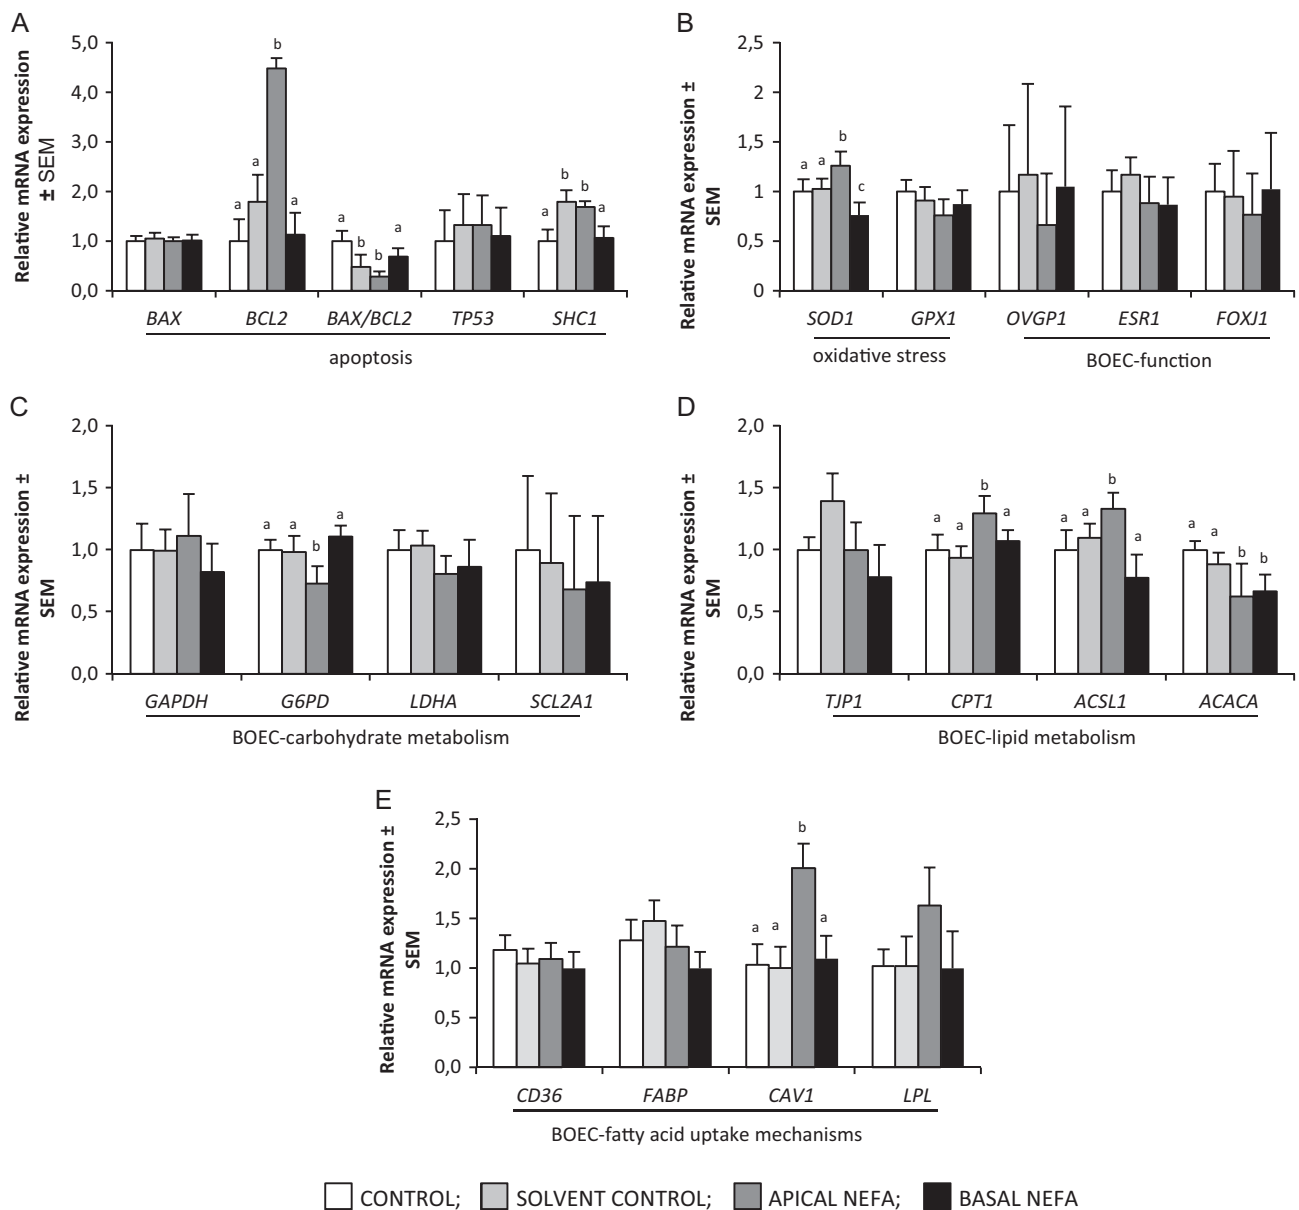 A
Relative mRNA expression
± SEM
5,0
4,0
3,0
2,0
1,0
0,0
a
a
b
a
a
b
b
a
a
b
b
a
BAX
BCL2
BAX/BCL2
TP53
SHC1
apoptosis
B
Relative mRNA expression ±
SEM
2,5
2
1,5
1
0,5
0
a
a
b
c
SOD1
GPX1
OVGP1
ESR1
FOXJ1
oxidative stress
BOEC-function
C
Relative mRNA expression ±
SEM
2,0
1,5
1,0
0,5
0,0
a
a
b
a
GAPDH
G6PD
LDHA
SCL2A1
BOEC-carbohydrate metabolism
D
Relative mRNA expression ±
SEM
2,0
1,5
1,0
0,5
0,0
a
a
b
a
a
a
b
a
a
a
b
b
TJP1
CPT1
ACSL1
ACACA
BOEC-lipid metabolism
E
Relative mRNA expression ±
SEM
2,5
2,0
1,5
1,0
0,5
0,0
a
a
b
a
CD36
FABP
CAV1
LPL
BOEC-fatty acid uptake mechanisms
CONTROL; SOLVENT CONTROL; APICAL NEFA; BASAL NEFA